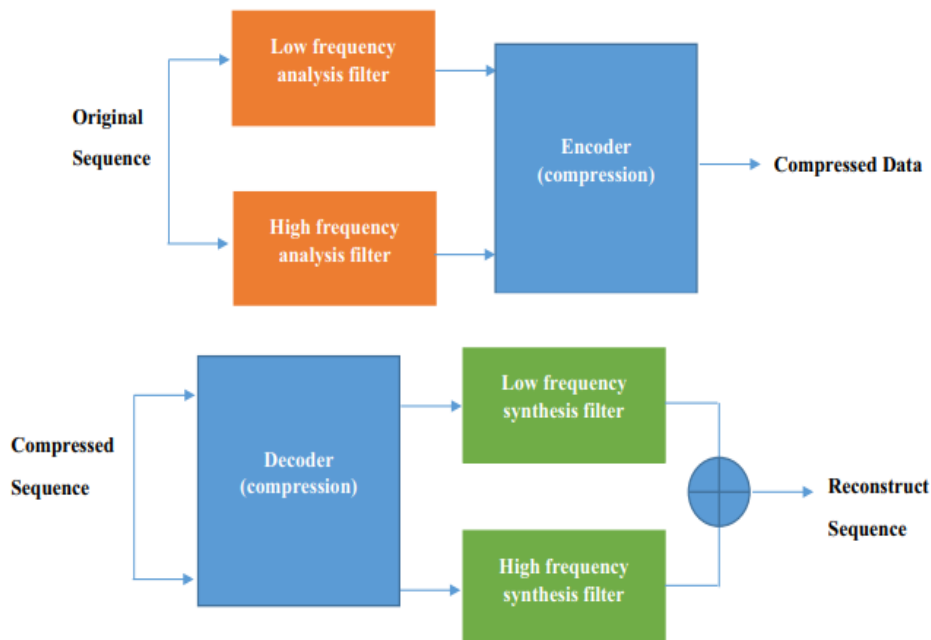 Low frequency
analysis filter
Original
Sequence
High frequency
analysis filter
Encoder
(compression)
Compressed Data
Compressed
Sequence
Decoder
(compression)
Low frequency
synthesis filter
High frequency
synthesis filter
Reconstruct
Sequence